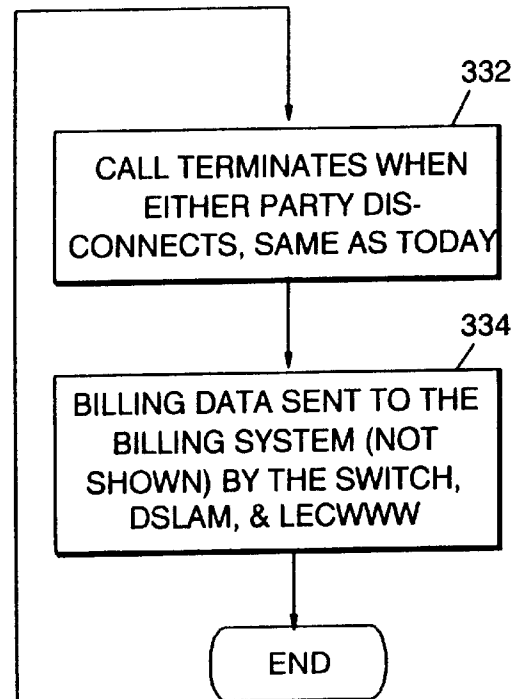 332
CALL TERMINATES WHEN
EITHER PARTY DIS-
CONNECTS, SAME AS TODAY
334
BILLING DATA SENT TO THE
BILLING SYSTEM (NOT
SHOWN) BY THE SWITCH,
DSLAM, & LECWWW
END